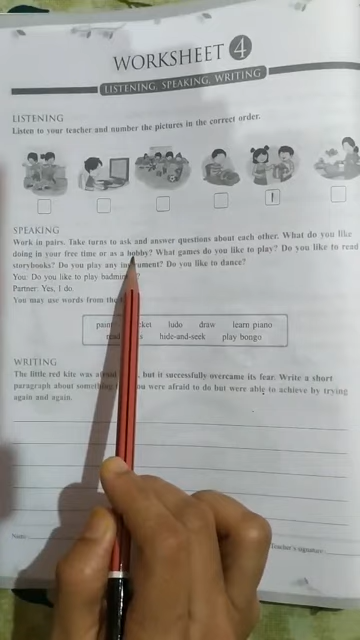 WORKSHEET 4
LISTENING, SPEAKING, WRITING
LISTENING
Listen to your teacher and number the pictures in the correct order.
1
SPEAKING
Work in pairs. Take turns to ask and answer questions about each other. What do you like
doing in your free time or as a hobby? What games do you like to play? Do you like to read
storybooks? Do you play any Do you like to dance?
You: Do you like to play
Partner: Yes, I do.
You may use words from the
ludo draw learn piano
hide-and-seek play bongo
WRITING
The little red kite was but it successfully overcame its fear. Write a short
paragraph about something you were afraid to do but were able to achieve by trying
again and again.
Teacher's signature